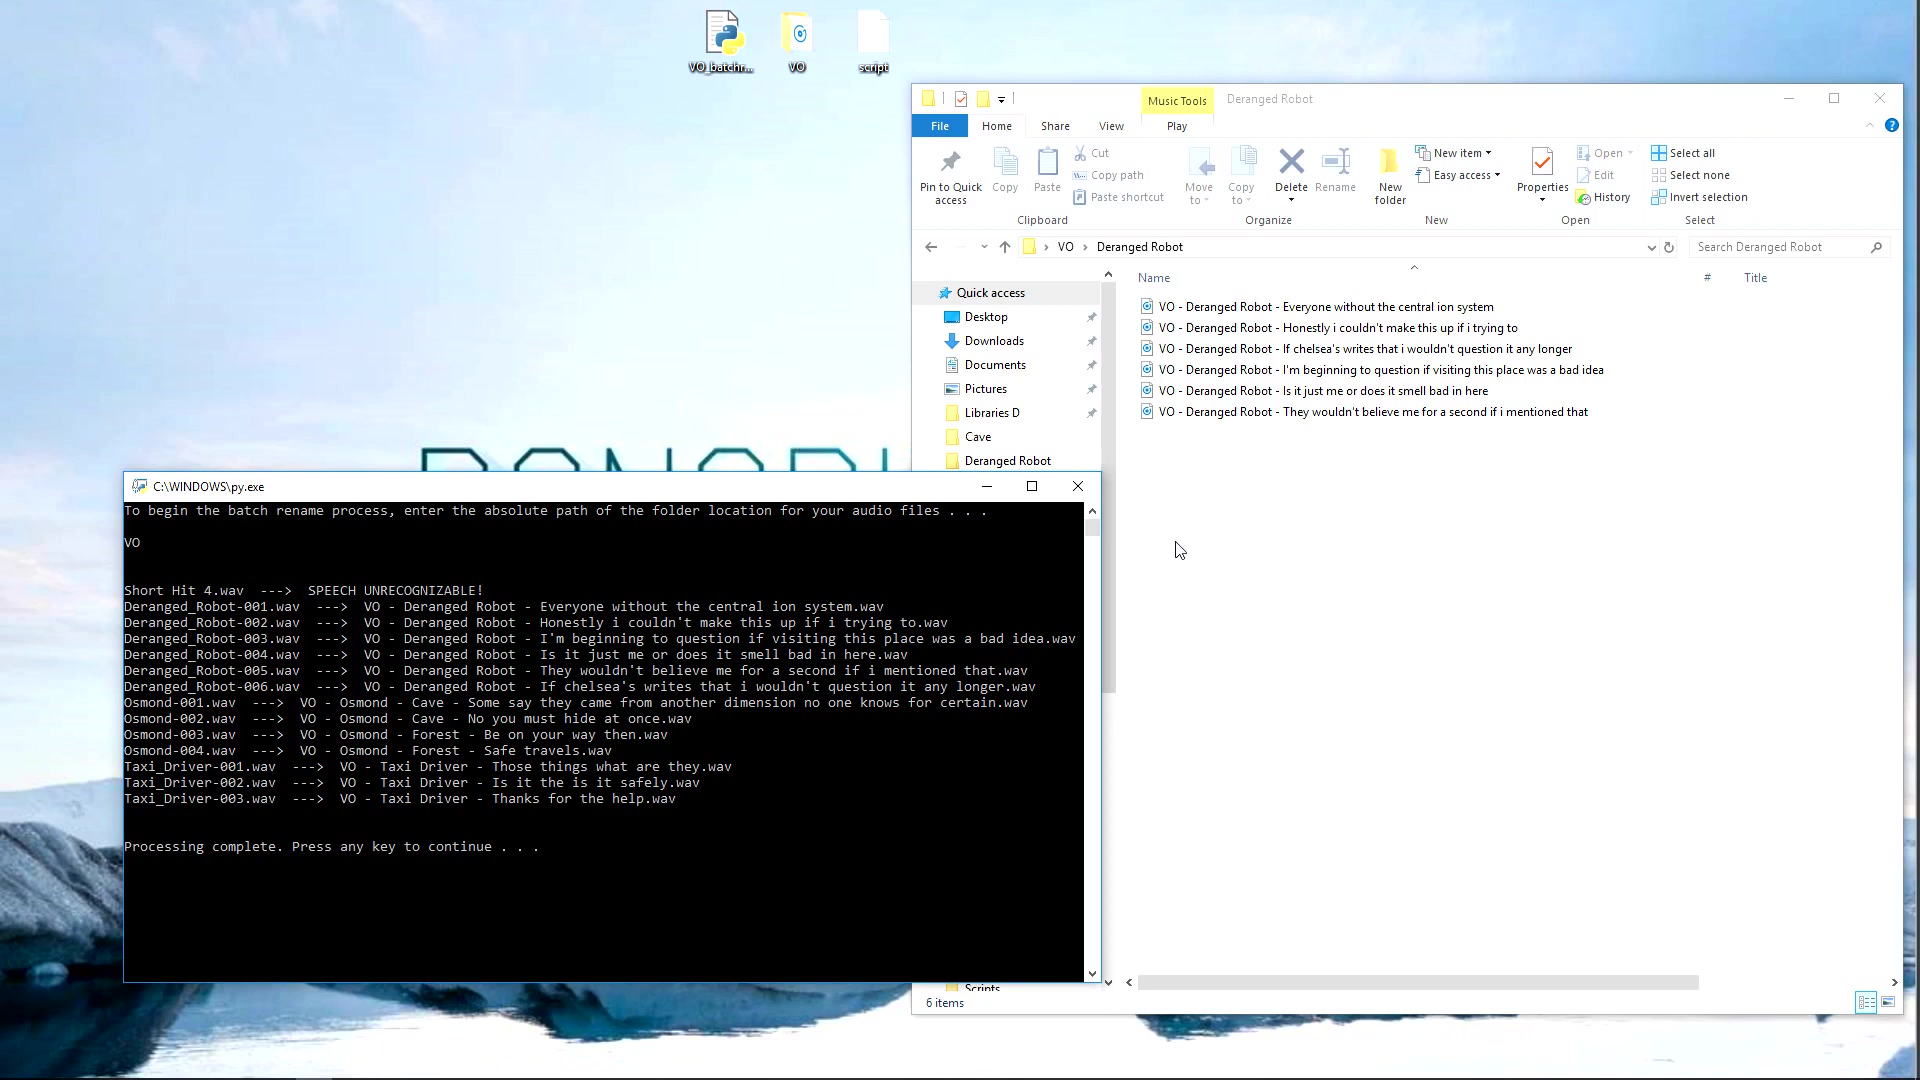 VO_batchr...
VO
script
Music Tools
Deranged Robot
File
Home
Share
View
Play
Pin to Quick access
Copy
Paste
Cut
Copy path
Paste shortcut
Clipboard
Move to
Copy to
Delete
Rename
Organize
New folder
New item
Easy access
New
Properties
Open
Edit
History
Open
Select all
Select none
Invert selection
Select
VO
Deranged Robot
Search Deranged Robot
Quick access
Desktop
Downloads
Documents
Pictures
Libraries D
Cave
Deranged Robot
Scripts
Name
#
Title
VO - Deranged Robot - Everyone without the central ion system
VO - Deranged Robot - Honestly i couldn't make this up if i trying to
VO - Deranged Robot - If chelsea's writes that i wouldn't question it any longer
VO - Deranged Robot - I'm beginning to question if visiting this place was a bad idea
VO - Deranged Robot - Is it just me or does it smell bad in here
VO - Deranged Robot - They wouldn't believe me for a second if i mentioned that
6 items
C:\WINDOWS\py.exe
To begin the batch rename process, enter the absolute path of the folder location for your audio files . . .
VO
Short Hit 4.wav ---> SPEECH UNRECOGNIZABLE!
Deranged_Robot-001.wav ---> VO - Deranged Robot - Everyone without the central ion system.wav
Deranged_Robot-002.wav ---> VO - Deranged Robot - Honestly i couldn't make this up if i trying to.wav
Deranged_Robot-003.wav ---> VO - Deranged Robot - I'm beginning to question if visiting this place was a bad idea.wav
Deranged_Robot-004.wav ---> VO - Deranged Robot - Is it just me or does it smell bad in here.wav
Deranged_Robot-005.wav ---> VO - Deranged Robot - They wouldn't believe me for a second if i mentioned that.wav
Deranged_Robot-006.wav ---> VO - Deranged Robot - If chelsea's writes that i wouldn't question it any longer.wav
Osmond-001.wav ---> VO - Osmond - Cave - Some say they came from another dimension no one knows for certain.wav
Osmond-002.wav ---> VO - Osmond - Cave - No you must hide at once.wav
Osmond-003.wav ---> VO - Osmond - Forest - Be on your way then.wav
Osmond-004.wav ---> VO - Osmond - Forest - Safe travels.wav
Taxi_Driver-001.wav ---> VO - Taxi Driver - Those things what are they.wav
Taxi_Driver-002.wav ---> VO - Taxi Driver - Is it the is it safely.wav
Taxi_Driver-003.wav ---> VO - Taxi Driver - Thanks for the help.wav
Processing complete. Press any key to continue . . .